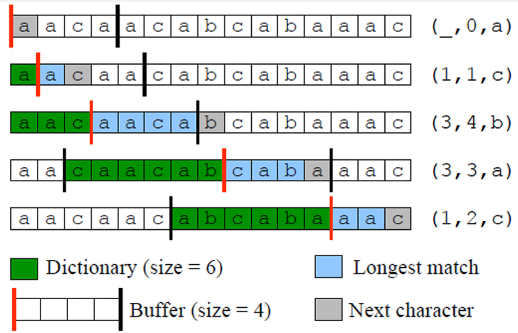 a a c a a c a b c a b a a a c (_,0,a)
a a c a a c a b c a b a a a c (1,1,c)
a a c a a c a b c a b a a a c (3,4,b)
a a c a a c a b c a b a a a c (3,3,a)
a a c a a c a b c a b a a a c (1,2,c)
Dictionary (size = 6) Longest match
Buffer (size = 4) Next character